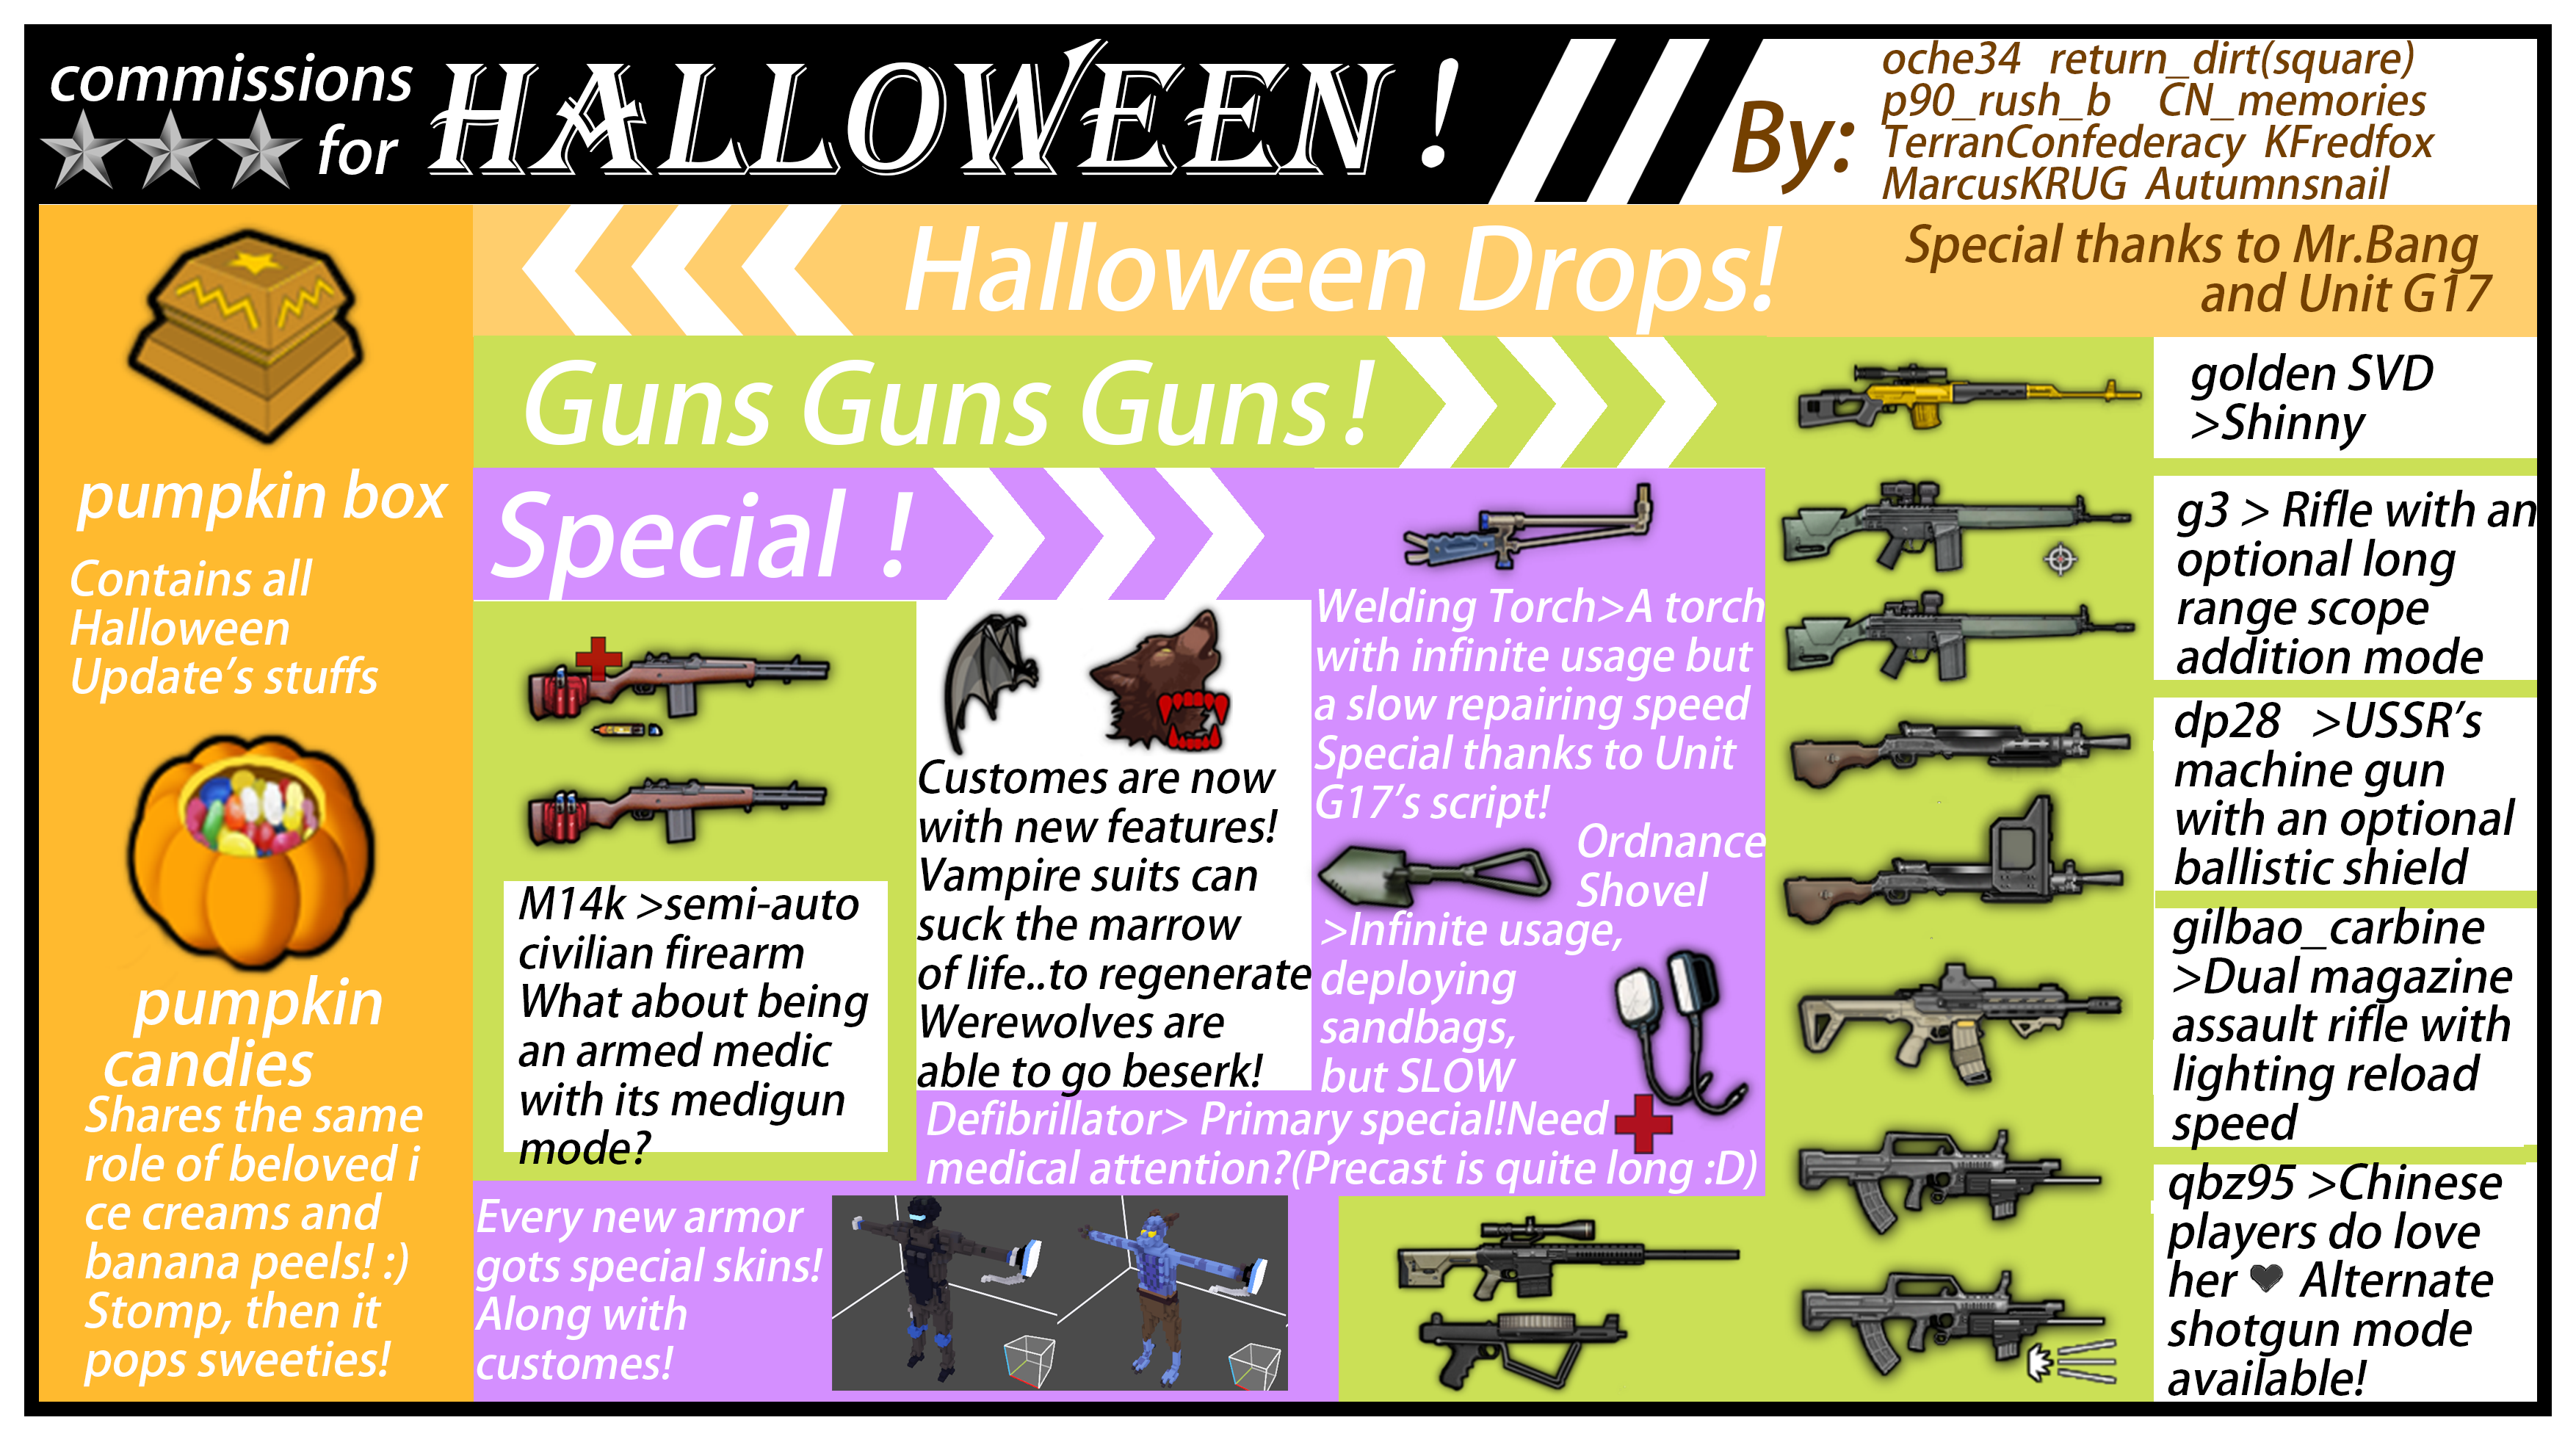 commissions
for
HALLOWEEN !
By:
oche34 return_dirt(square)
p90_rush_b CN_memories
TerranConfederacy KFredfox
MarcusKRUG Autumnsnail
Halloween Drops!
Special thanks to Mr.Bang
and Unit G17
pumpkin box
Contains all
Halloween
Update's stuffs
pumpkin
candies
Shares the same
role of beloved i
ce creams and
banana peels! :)
Stomp, then it
pops sweeties!
Guns Guns Guns !
Special !
M14k >semi-auto
civilian firearm
What about being
an armed medic
with its medigun
mode?
Customes are now
with new features!
Vampire suits can
suck the marrow
of life..to regenerate
Werewolves are
able to go beserk!
Welding Torch>A torch
with infinite usage but
a slow repairing speed
Special thanks to Unit
G17's script!
Ordnance
Shovel
>Infinite usage,
deploying
sandbags,
but SLOW
Defibrillator> Primary special!Need
medical attention?(Precast is quite long :D)
Every new armor
gots special skins!
Along with
customes!
golden SVD
>Shinny
g3 > Rifle with an
optional long
range scope
addition mode
dp28 >USSR's
machine gun
with an optional
ballistic shield
gilbao_carbine
>Dual magazine
assault rifle with
lighting reload
speed
qbz95 >Chinese
players do love
her ♥ Alternate
shotgun mode
available!